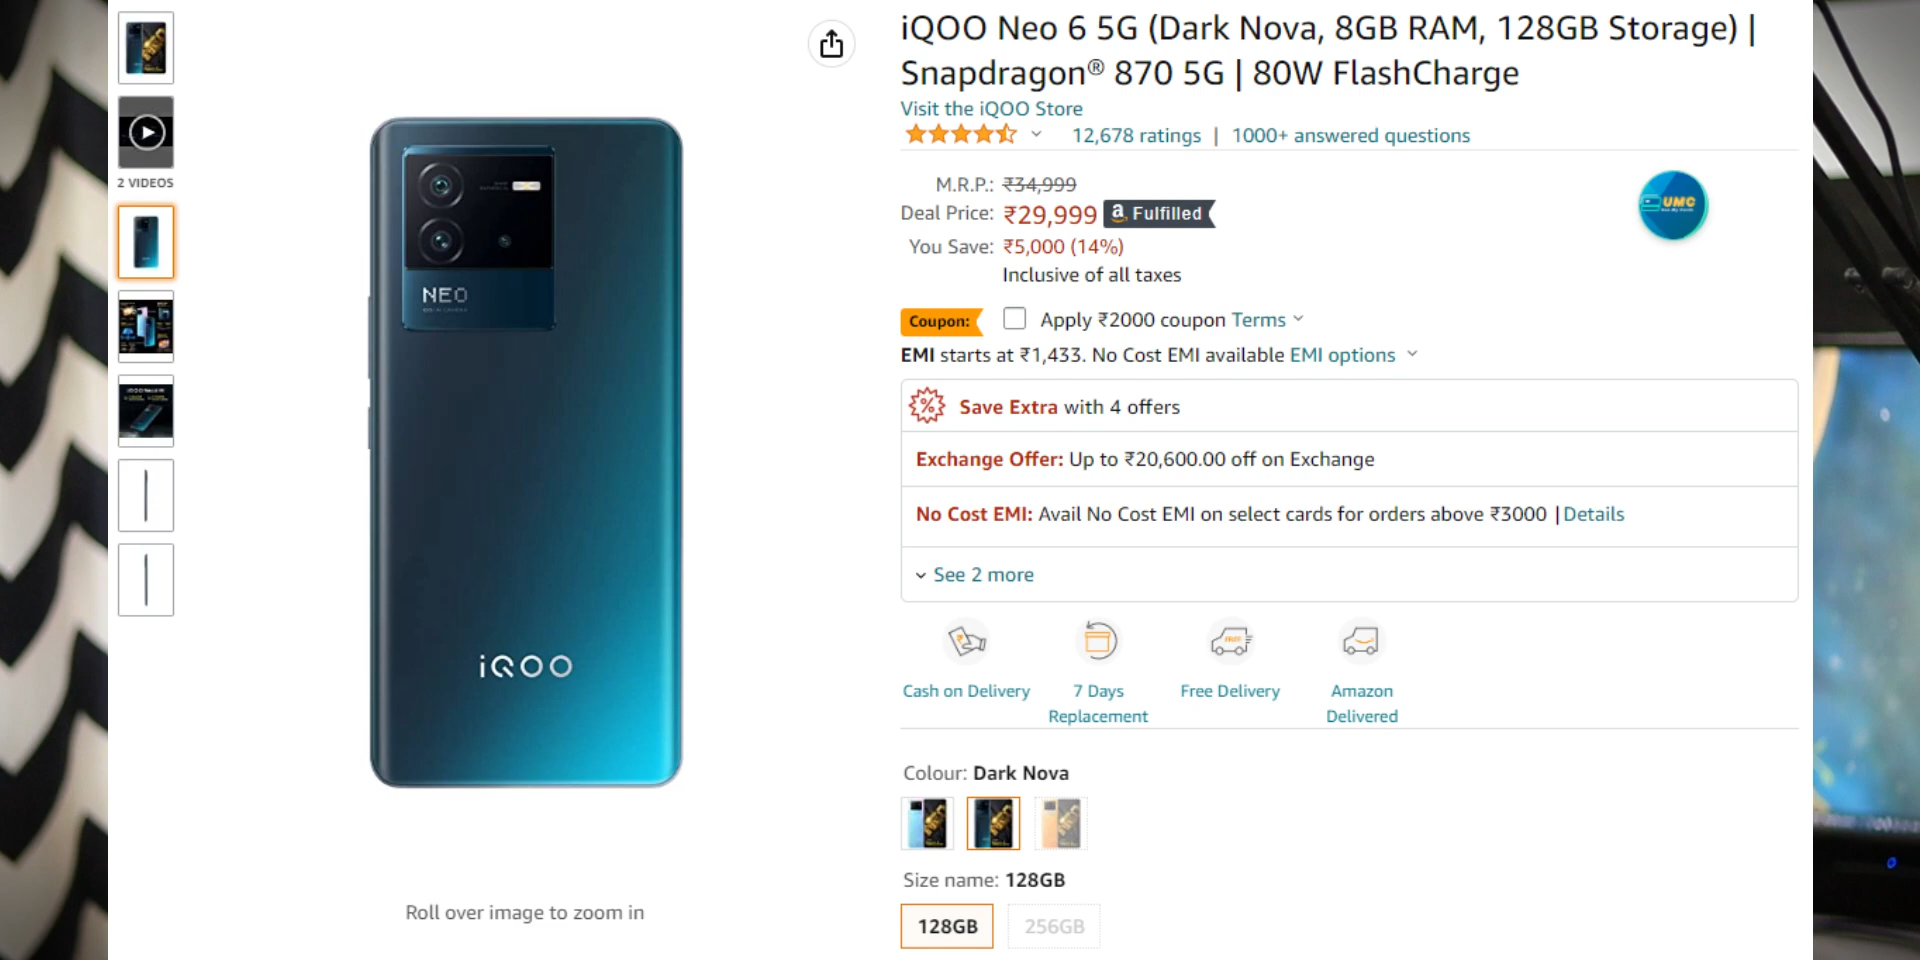 2 VIDEOS
NEO
iQOO
Roll over image to zoom in
iQOO Neo 6 5G (Dark Nova, 8GB RAM, 128GB Storage) |
Snapdragon® 870 5G | 80W FlashCharge
Visit the iQOO Store
12,678 ratings | 1000+ answered questions
M.R.P.: ₹34,999
Deal Price: ₹29,999 a Fulfilled
You Save: ₹5,000 (14%)
Inclusive of all taxes
UMC
Coupon: Apply ₹2000 coupon Terms
EMI starts at ₹1,433. No Cost EMI available EMI options
Save Extra with 4 offers
Exchange Offer: Up to ₹20,600.00 off on Exchange
No Cost EMI: Avail No Cost EMI on select cards for orders above ₹3000 | Details
See 2 more
FREE
Cash on Delivery
7 Days
Replacement
Free Delivery
Amazon
Delivered
Colour: Dark Nova
Size name: 128GB
128GB
256GB